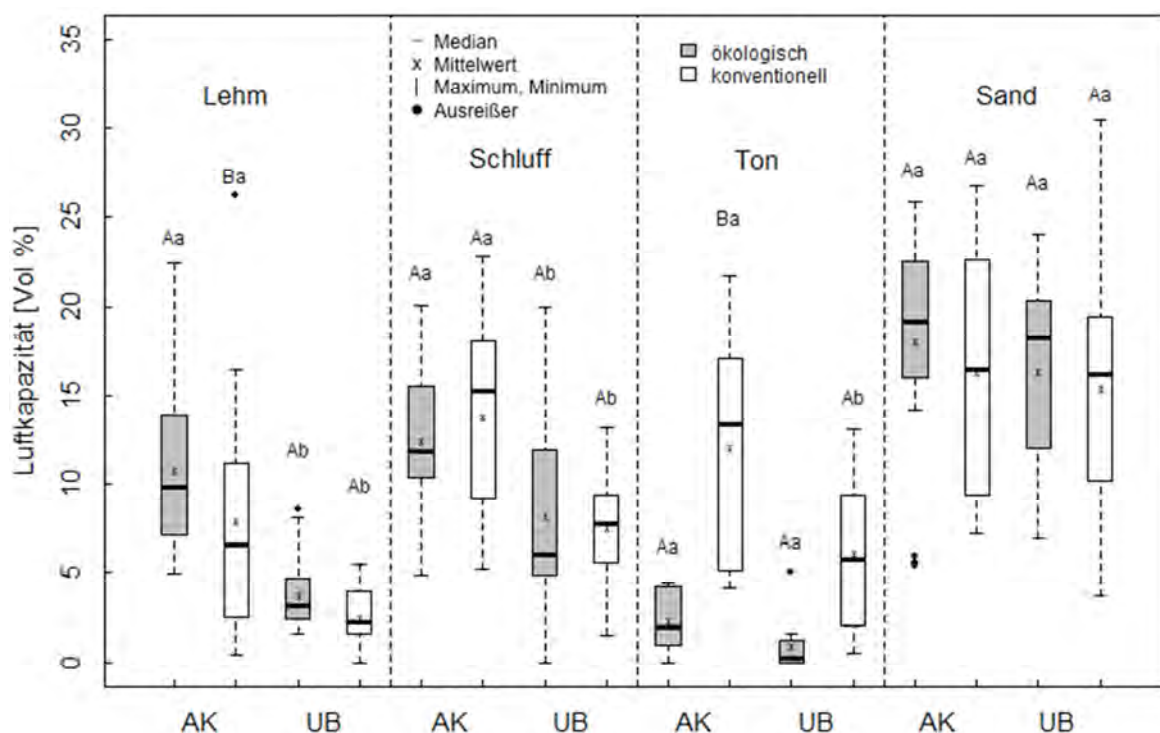 Luftkapazität [Vol %]
35
30
25
20
15
10
5
0
– Median
x Mittelwert
| Maximum, Minimum
● Ausreißer
ökologisch
konventionell
Lehm
Schluff
Ton
Sand
Aa
Ba
Ab
Ab
Aa
Aa
Ab
Ab
Aa
Ba
Aa
Ab
Aa
Aa
Aa
Aa
AK UB AK UB AK UB AK UB